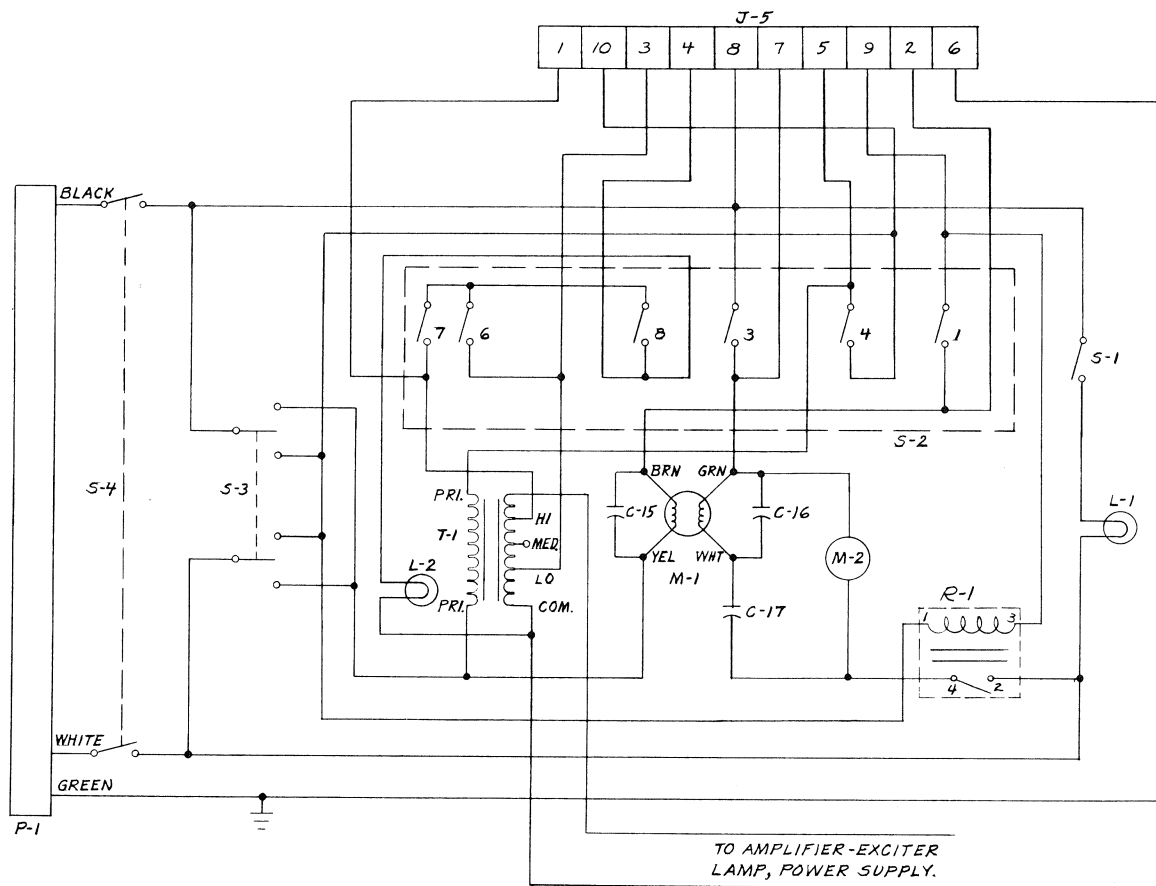 J-5
1 10 3 4 8 7 5 9 2 6
BLACK
7 6 8 3 4 1
S-1
S-2
S-4
S-3
PRI.
HI
BRN GRN
T-1
MED.
C-15
C-16
L-1
L-2
LO
YEL WHT
M-1
M-2
PRI.
COM.
C-17
R-1
1 3
4 2
WHITE
GREEN
P-1
TO AMPLIFIER-EXCITER
LAMP, POWER SUPPLY.